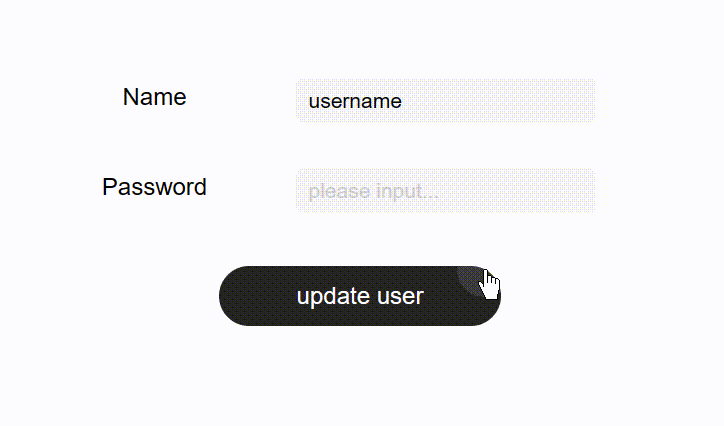 Name
username
Password
please input...
update user